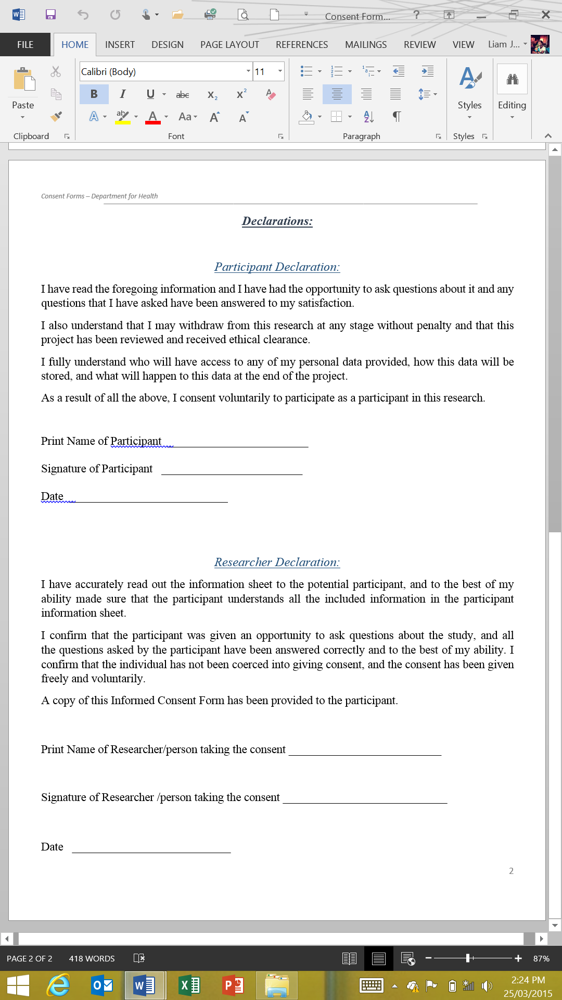 Consent Form... ?
FILE HOME INSERT DESIGN PAGE LAYOUT REFERENCES MAILINGS REVIEW VIEW Liam J...
Calibri (Body) 11
Paste
B I U abc X2 X2 A
A ab A Aa A A A Z ¶
Styles Editing
Clipboard Font Paragraph Styles
Consent Forms – Department for Health
Declarations:
Participant Declaration:
I have read the foregoing information and I have had the opportunity to ask questions about it and any
questions that I have asked have been answered to my satisfaction.
I also understand that I may withdraw from this research at any stage without penalty and that this
project has been reviewed and received ethical clearance.
I fully understand who will have access to any of my personal data provided, how this data will be
stored, and what will happen to this data at the end of the project.
As a result of all the above, I consent voluntarily to participate as a participant in this research.
Print Name of Participant
Signature of Participant
Date
Researcher Declaration:
I have accurately read out the information sheet to the potential participant, and to the best of my
ability made sure that the participant understands all the included information in the participant
information sheet.
I confirm that the participant was given an opportunity to ask questions about the study, and all
the questions asked by the participant have been answered correctly and to the best of my ability. I
confirm that the individual has not been coerced into giving consent, and the consent has been given
freely and voluntarily.
A copy of this Informed Consent Form has been provided to the participant.
Print Name of Researcher/person taking the consent
Signature of Researcher /person taking the consent
Date
2
PAGE 2 OF 2 418 WORDS 87%
2:24 PM
25/03/2015